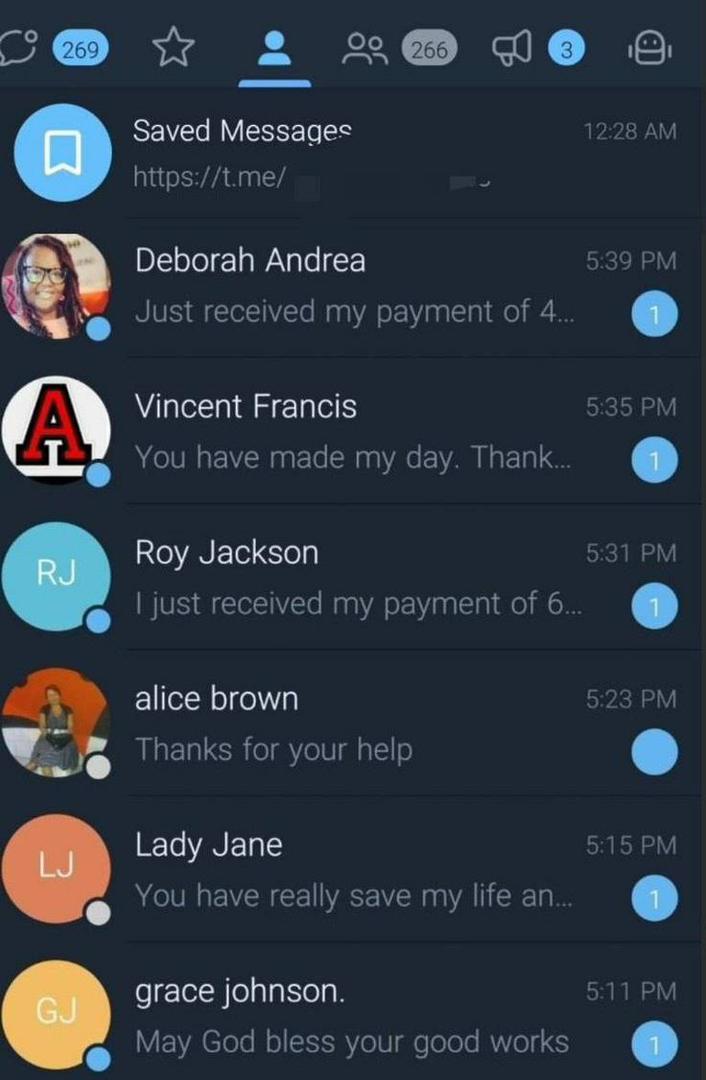 269
266
3
Saved Messages
12:28 AM
https://t.me/
Deborah Andrea
5:39 PM
Just received my payment of 4...
1
A
Vincent Francis
5:35 PM
You have made my day. Thank...
1
RJ
Roy Jackson
5:31 PM
I just received my payment of 6...
1
alice brown
5:23 PM
Thanks for your help
LJ
Lady Jane
5:15 PM
You have really save my life an...
1
GJ
grace johnson.
5:11 PM
May God bless your good works
1